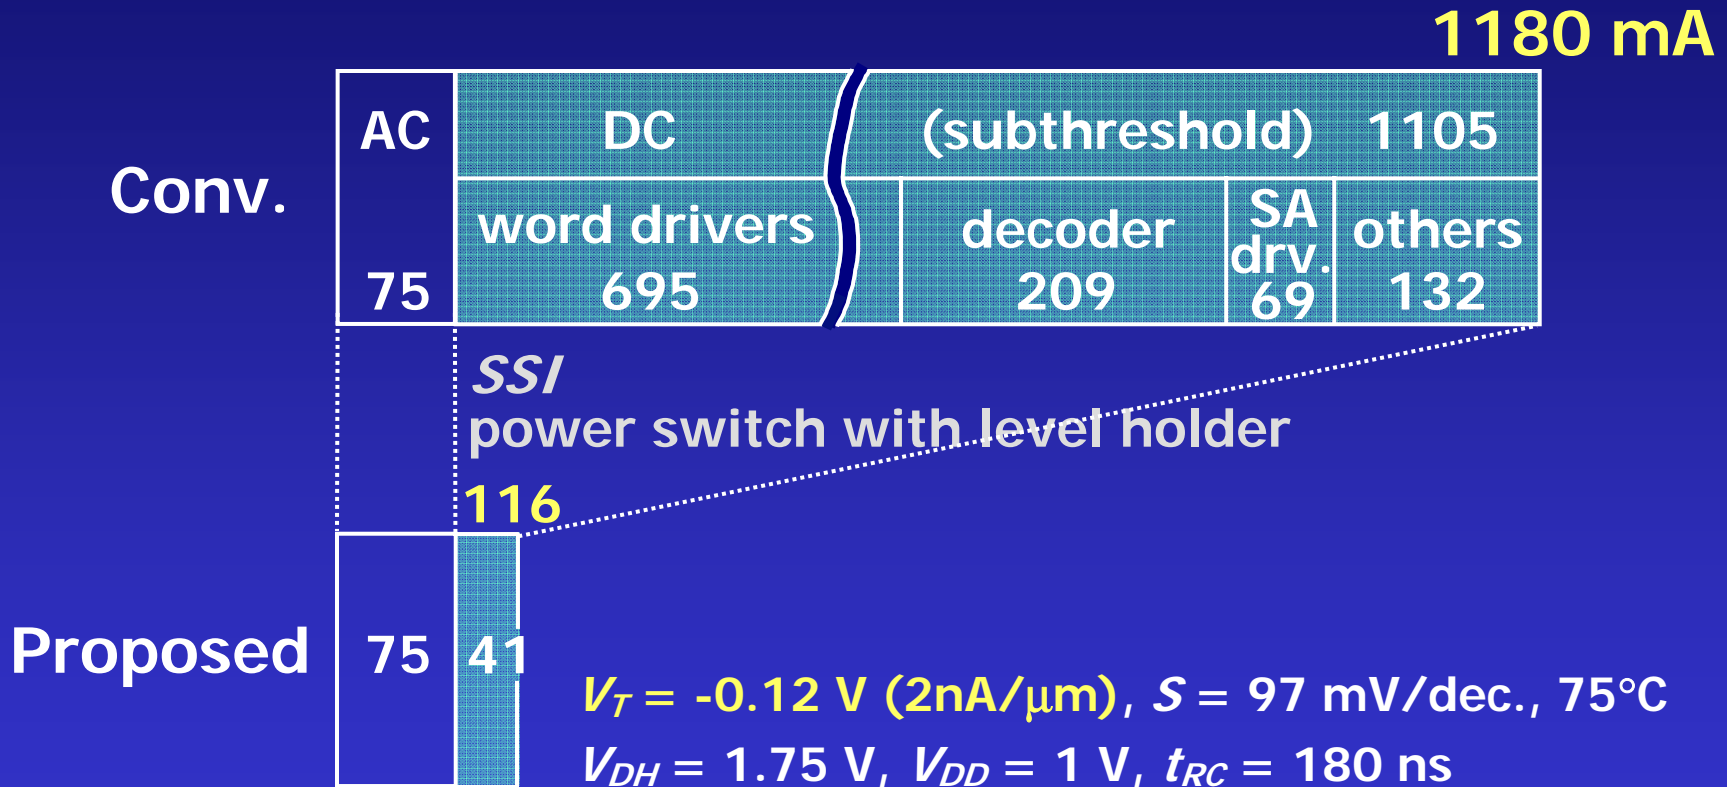 1180 mA
AC DC (subthreshold) 1105
Conv.
75
word drivers
695
decoder
209
SA
drv.
69
others
132
SSI
power switch with level holder
116
Proposed 75 41
VT = -0.12 V (2nA/μm), S = 97 mV/dec., 75°C
VDH = 1.75 V, VDD = 1 V, tRC = 180 ns